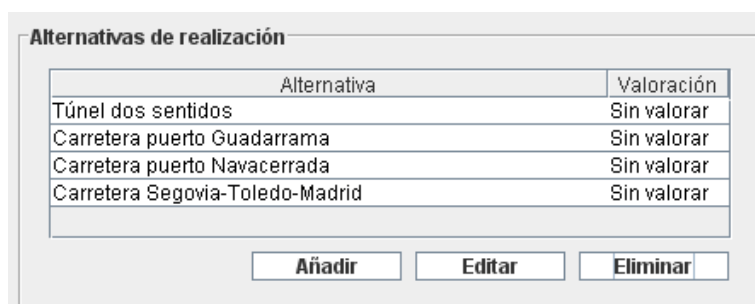 Alternativas de realización
Alternativa Valoración
Túnel dos sentidos Sin valorar
Carretera puerto Guadarrama Sin valorar
Carretera puerto Navacerrada Sin valorar
Carretera Segovia-Toledo-Madrid Sin valorar
Añadir Editar Eliminar